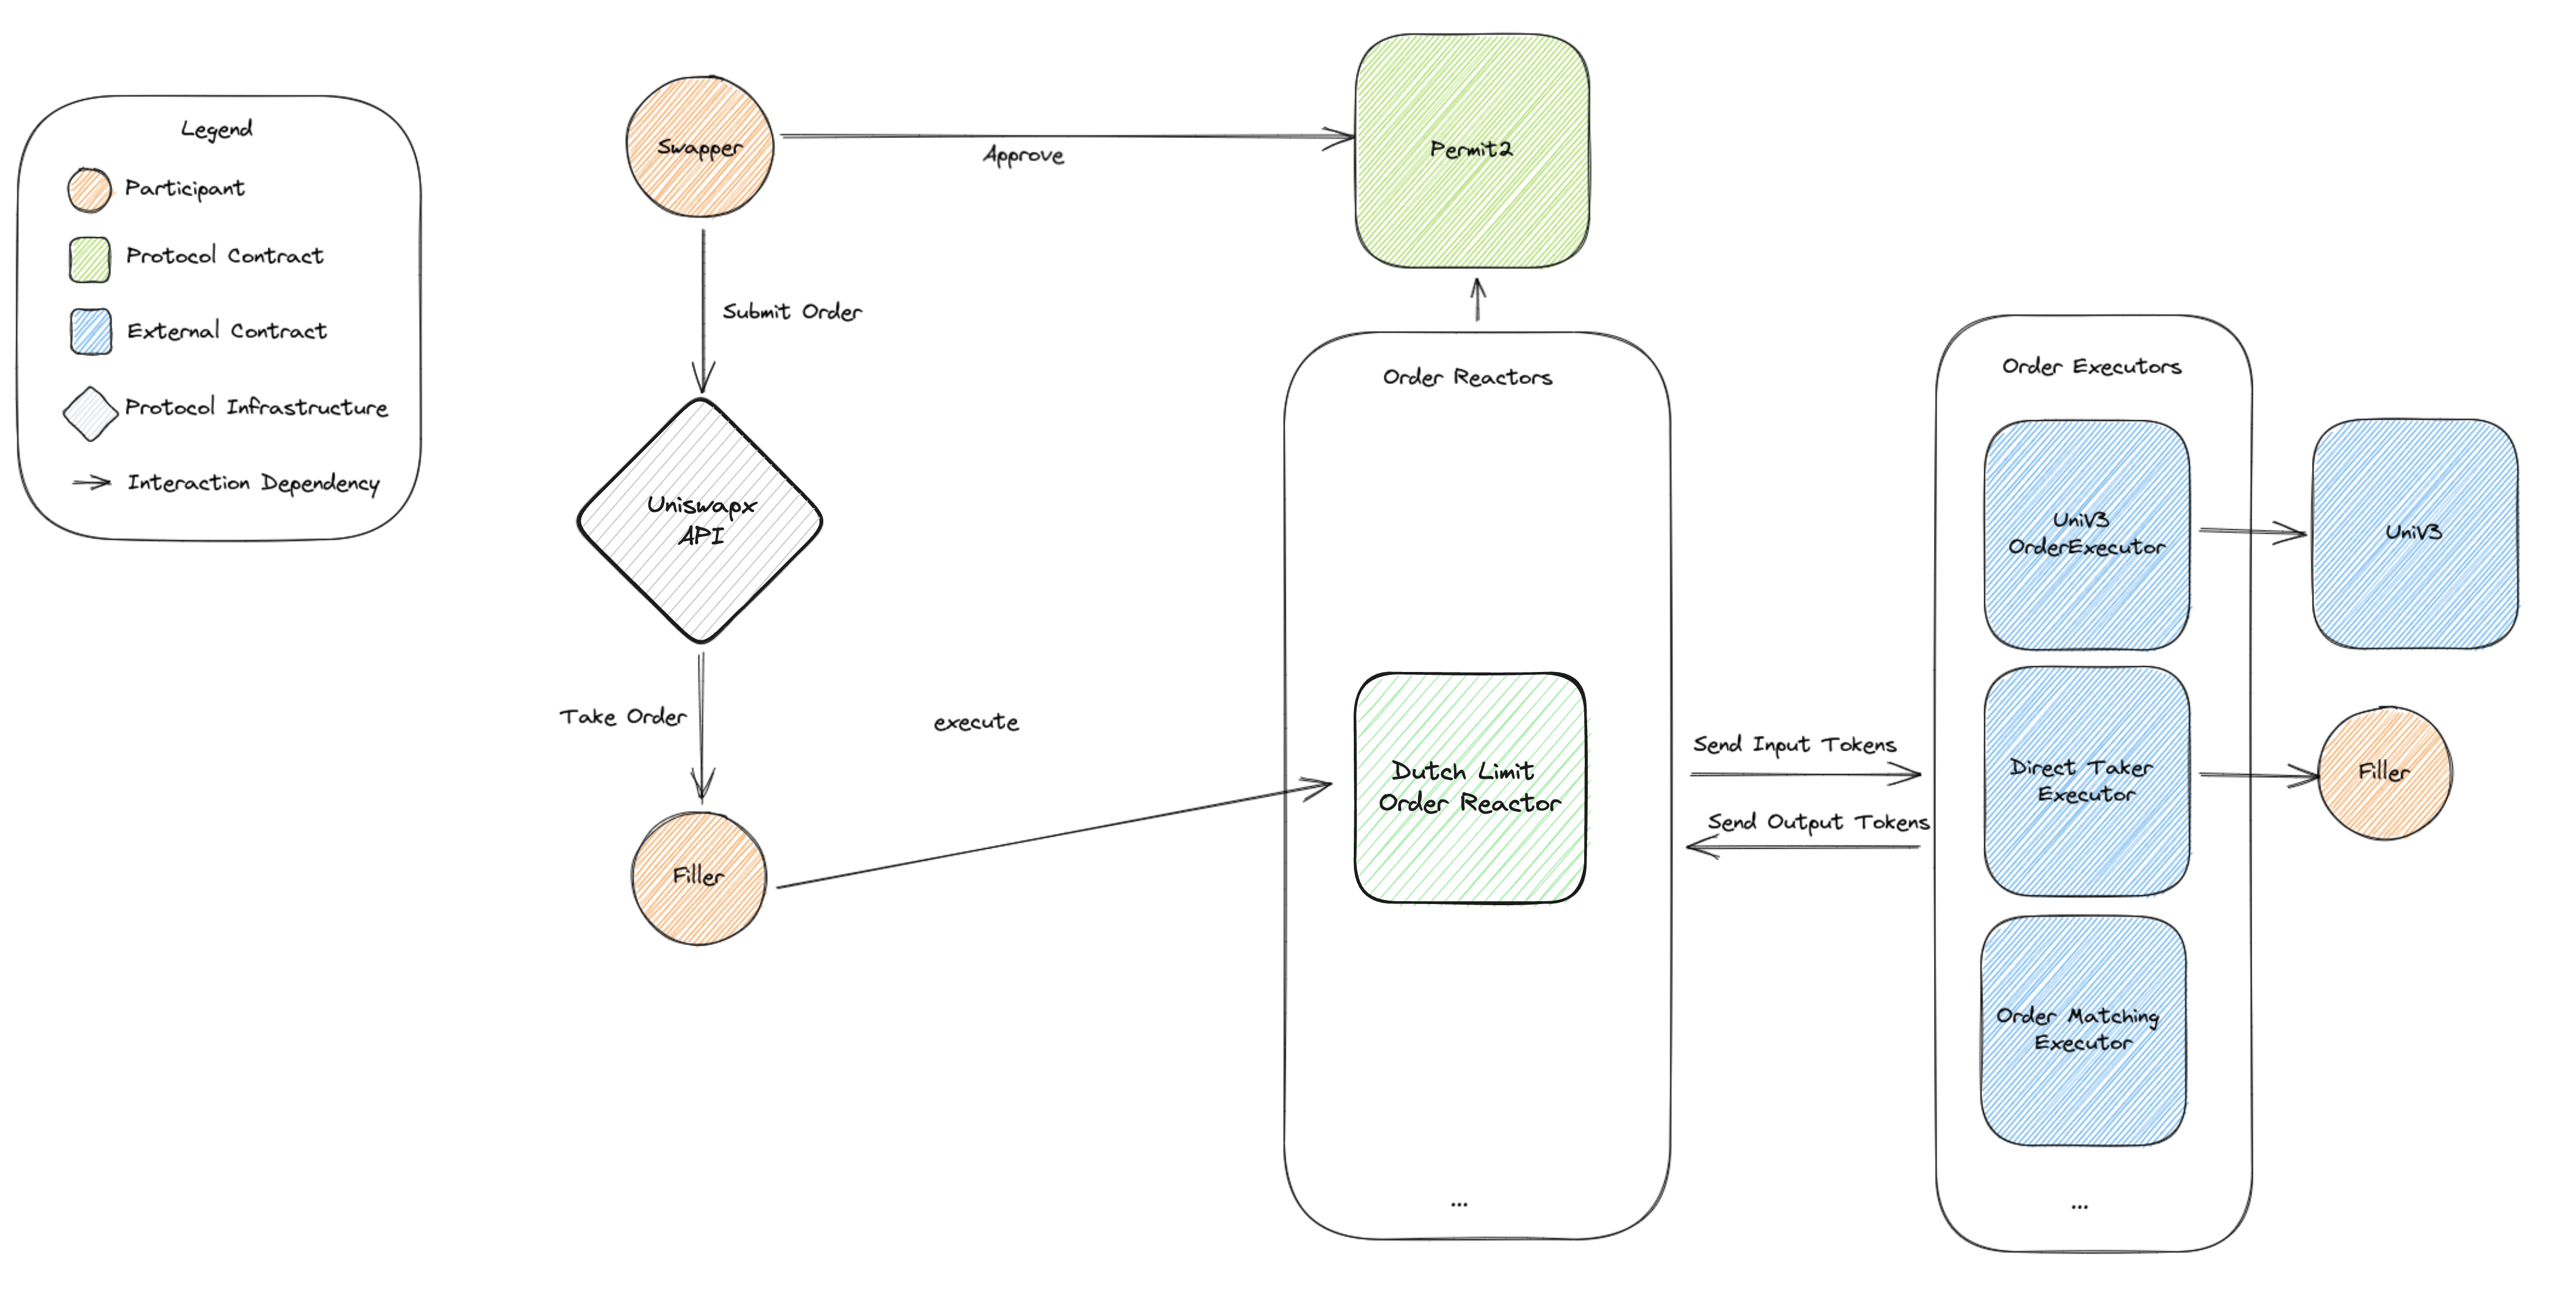 Legend
Participant
Protocol Contract
External Contract
Protocol Infrastructure
Interaction Dependency
Swapper
Approve
Permit2
Submit Order
Uniswapx
API
Take Order
Filler
execute
Order Reactors
Dutch Limit
Order Reactor
...
Send Input Tokens
Send Output Tokens
Order Executors
UniV3
OrderExecutor
UniV3
Direct Taker
Executor
Filler
Order Matching
Executor
...